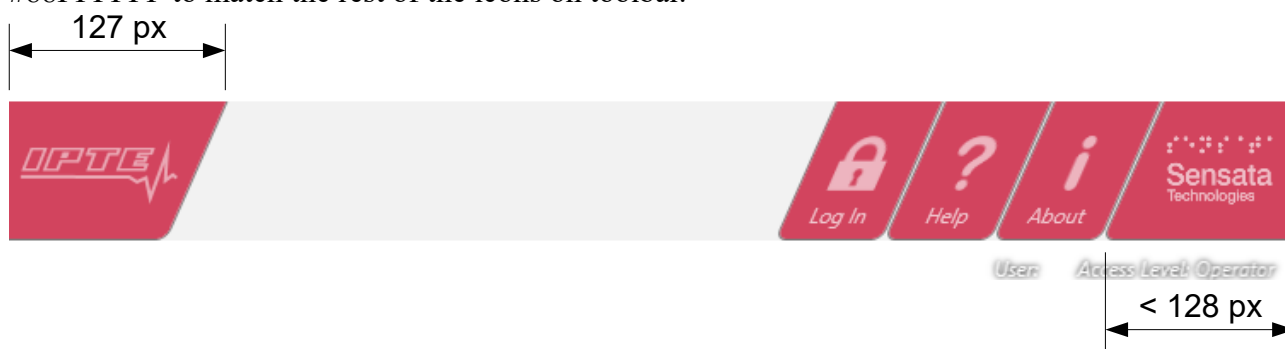 #88FFFFFF to match the rest of the icons on toolbar.
127 px
IPTE
Sensata
Technologies
Log In
Help
About
User:
Access Level: Operator
< 128 px